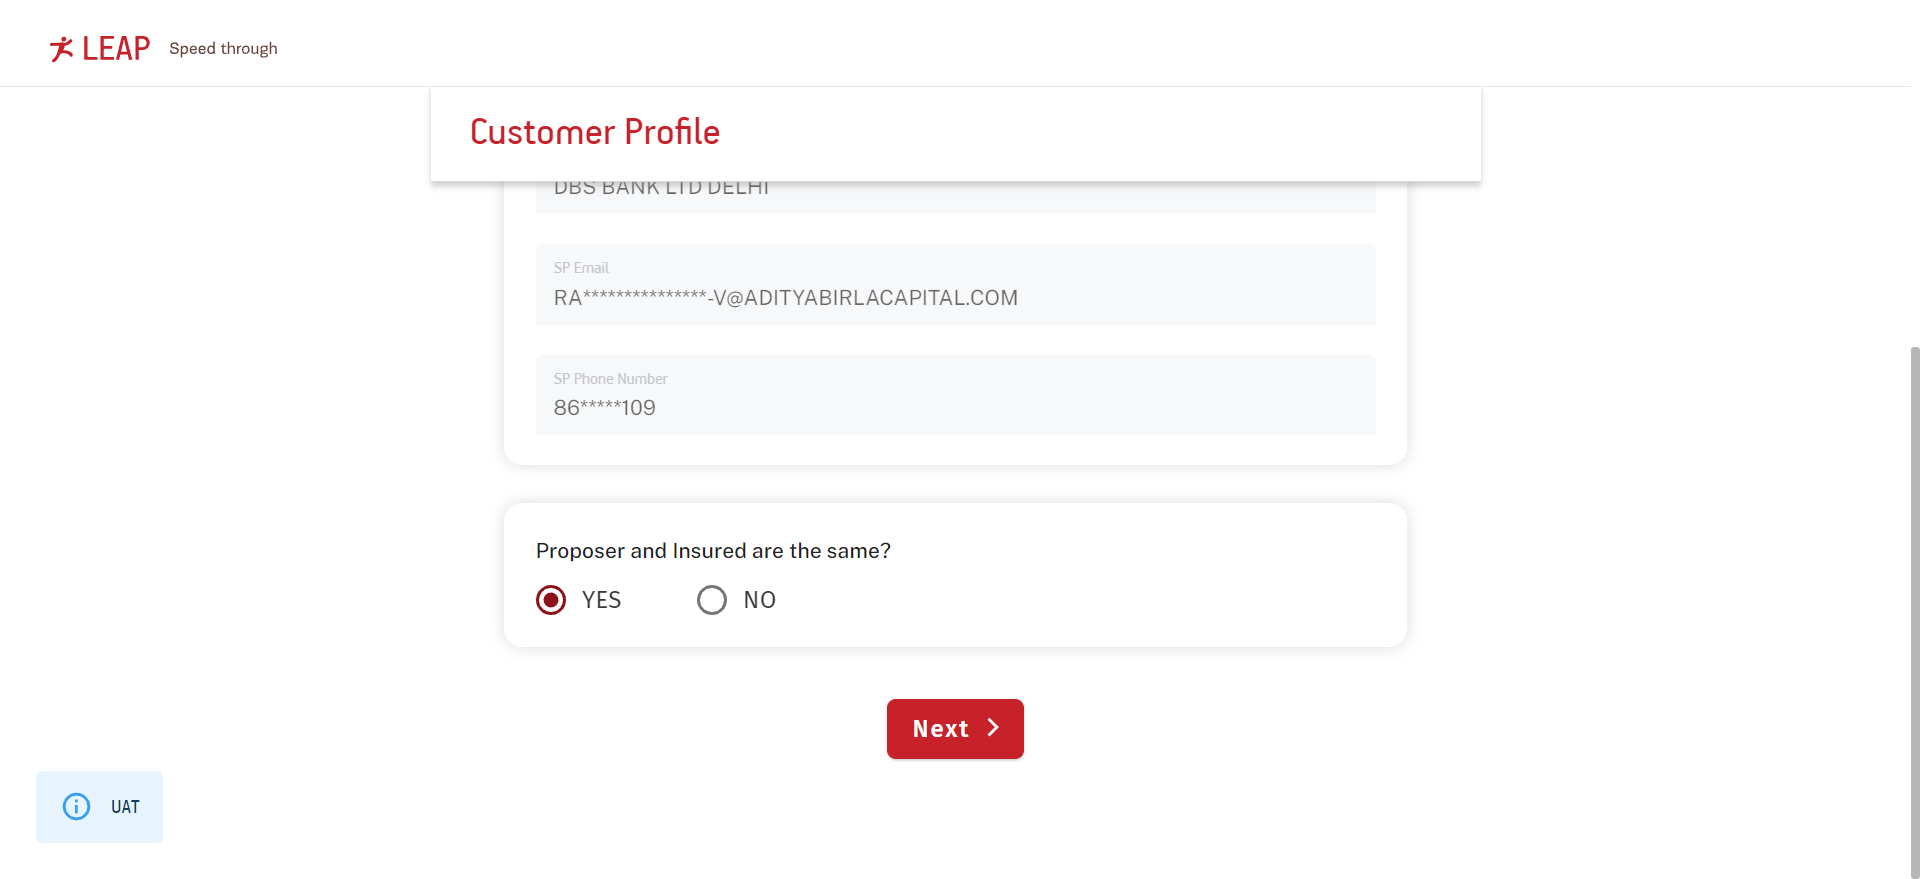 LEAP Speed through
Customer Profile
DBS BANK LTD DELHI
SP Email
RA***************-V@ADITYABIRLACAPITAL.COM
SP Phone Number
86*****109
Proposer and Insured are the same?
YES NO
Next
UAT